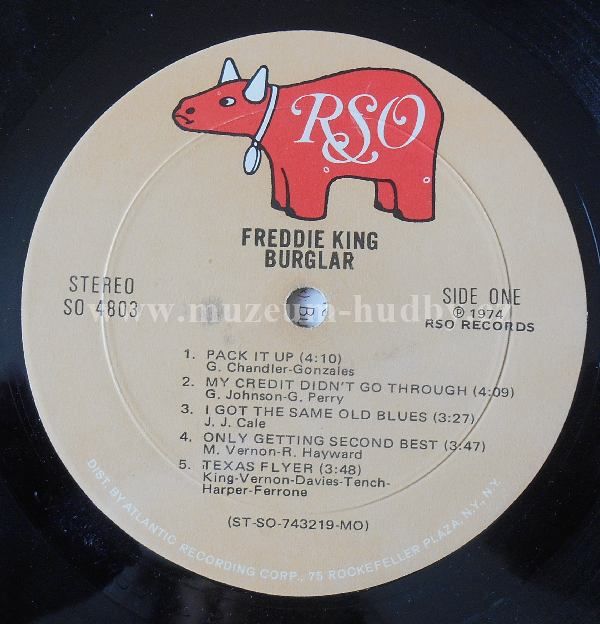 RSO
FREDDIE KING
BURGLAR
STEREO
SO 4803
SIDE ONE
℗ 1974
RSO RECORDS
www.muzeum-hudby.cz
1. PACK IT UP (4:10)
G. Chandler-Gonzales
2. MY CREDIT DIDN'T GO THROUGH (4:09)
G. Johnson-G. Perry
3. I GOT THE SAME OLD BLUES (3:27)
J. J. Cale
4. ONLY GETTING SECOND BEST (3:47)
M. Vernon-R. Hayward
5. TEXAS FLYER (3:48)
King-Vernon-Davies-Tench-
Harper-Ferrone
(ST-SO-743219-MO)
DIST. BY ATLANTIC RECORDING CORP., 75 ROCKEFELLER PLAZA, N.Y., N.Y.